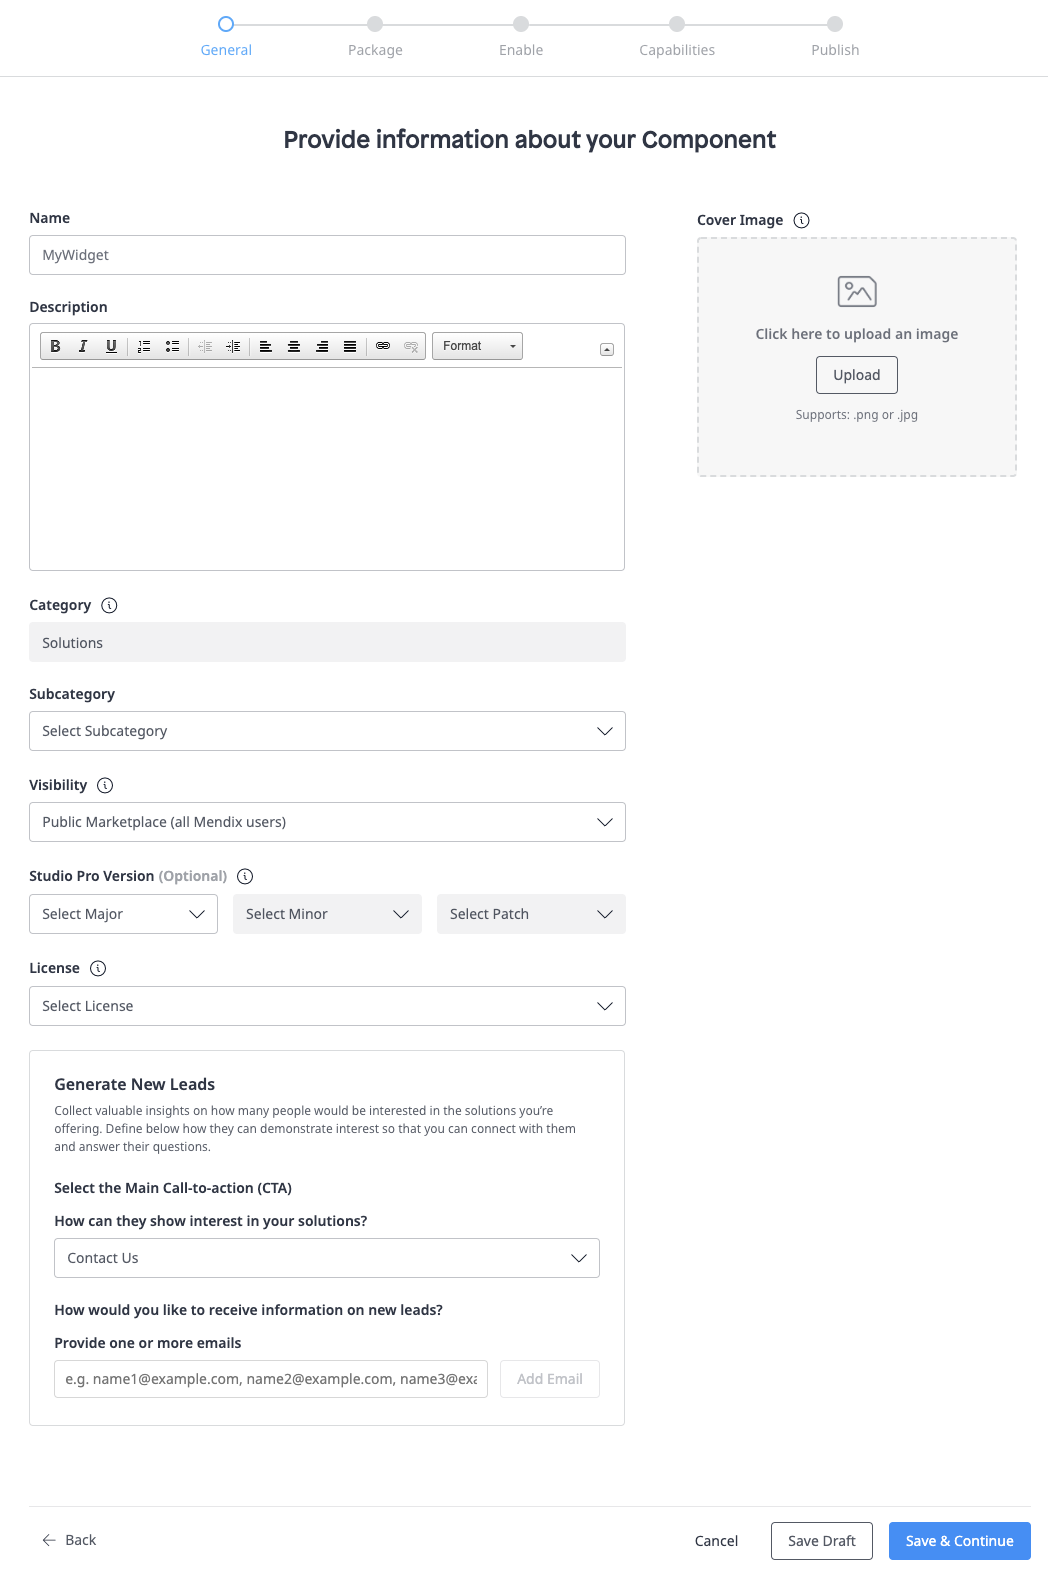 General
Package
Enable
Capabilities
Publish
Provide information about your Component
Name
MyWidget
Description
B I U
Format
Category
Solutions
Subcategory
Select Subcategory
Visibility
Public Marketplace (all Mendix users)
Studio Pro Version (Optional)
Select Major
Select Minor
Select Patch
License
Select License
Generate New Leads
Collect valuable insights on how many people would be interested in the solutions you’re
offering. Define below how they can demonstrate interest so that you can connect with them
and answer their questions.
Select the Main Call-to-action (CTA)
How can they show interest in your solutions?
Contact Us
How would you like to receive information on new leads?
Provide one or more emails
e.g. name1@example.com, name2@example.com, name3@exa
Add Email
Cover Image
Click here to upload an image
Upload
Supports: .png or .jpg
Back
Cancel
Save Draft
Save & Continue